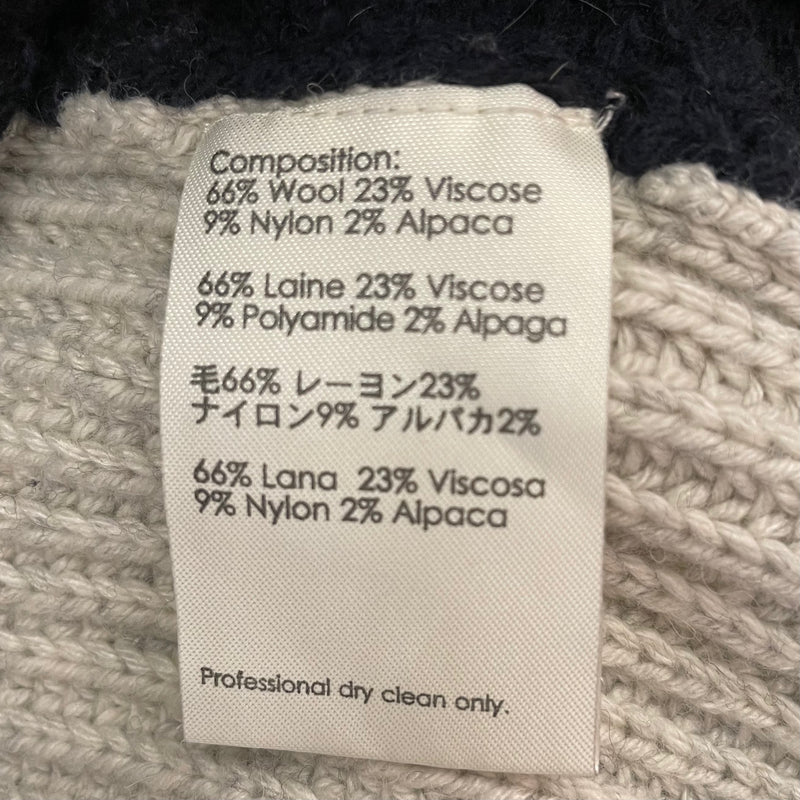 Composition:
66% Wool 23% Viscose
9% Nylon 2% Alpaca
66% Laine 23% Viscose
9% Polyamide 2% Alpaga
毛66% レーヨン23%
ナイロン9% アルパカ2%
66% Lana 23% Viscosa
9% Nylon 2% Alpaca
Professional dry clean only.